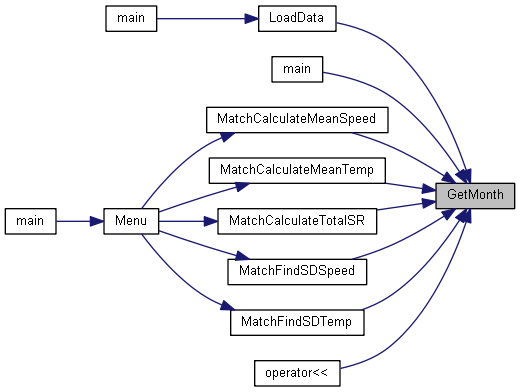 main
LoadData
main
MatchCalculateMeanSpeed
MatchCalculateMeanTemp
GetMonth
main
Menu
MatchCalculateTotalSR
MatchFindSDSpeed
MatchFindSDTemp
operator<<